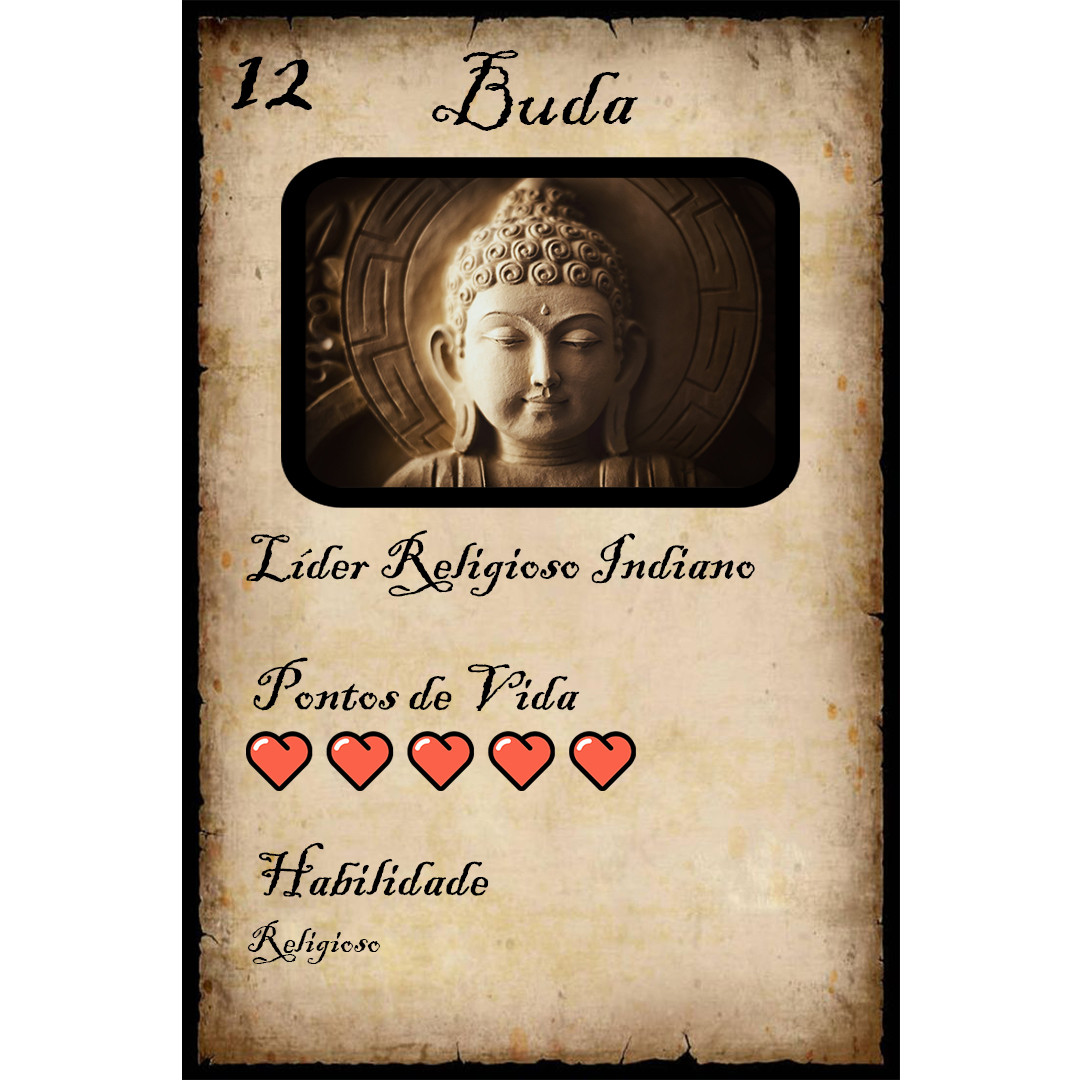 12
Buda
Líder Religioso Indiano
Pontos de Vida
Habilidade
Religioso